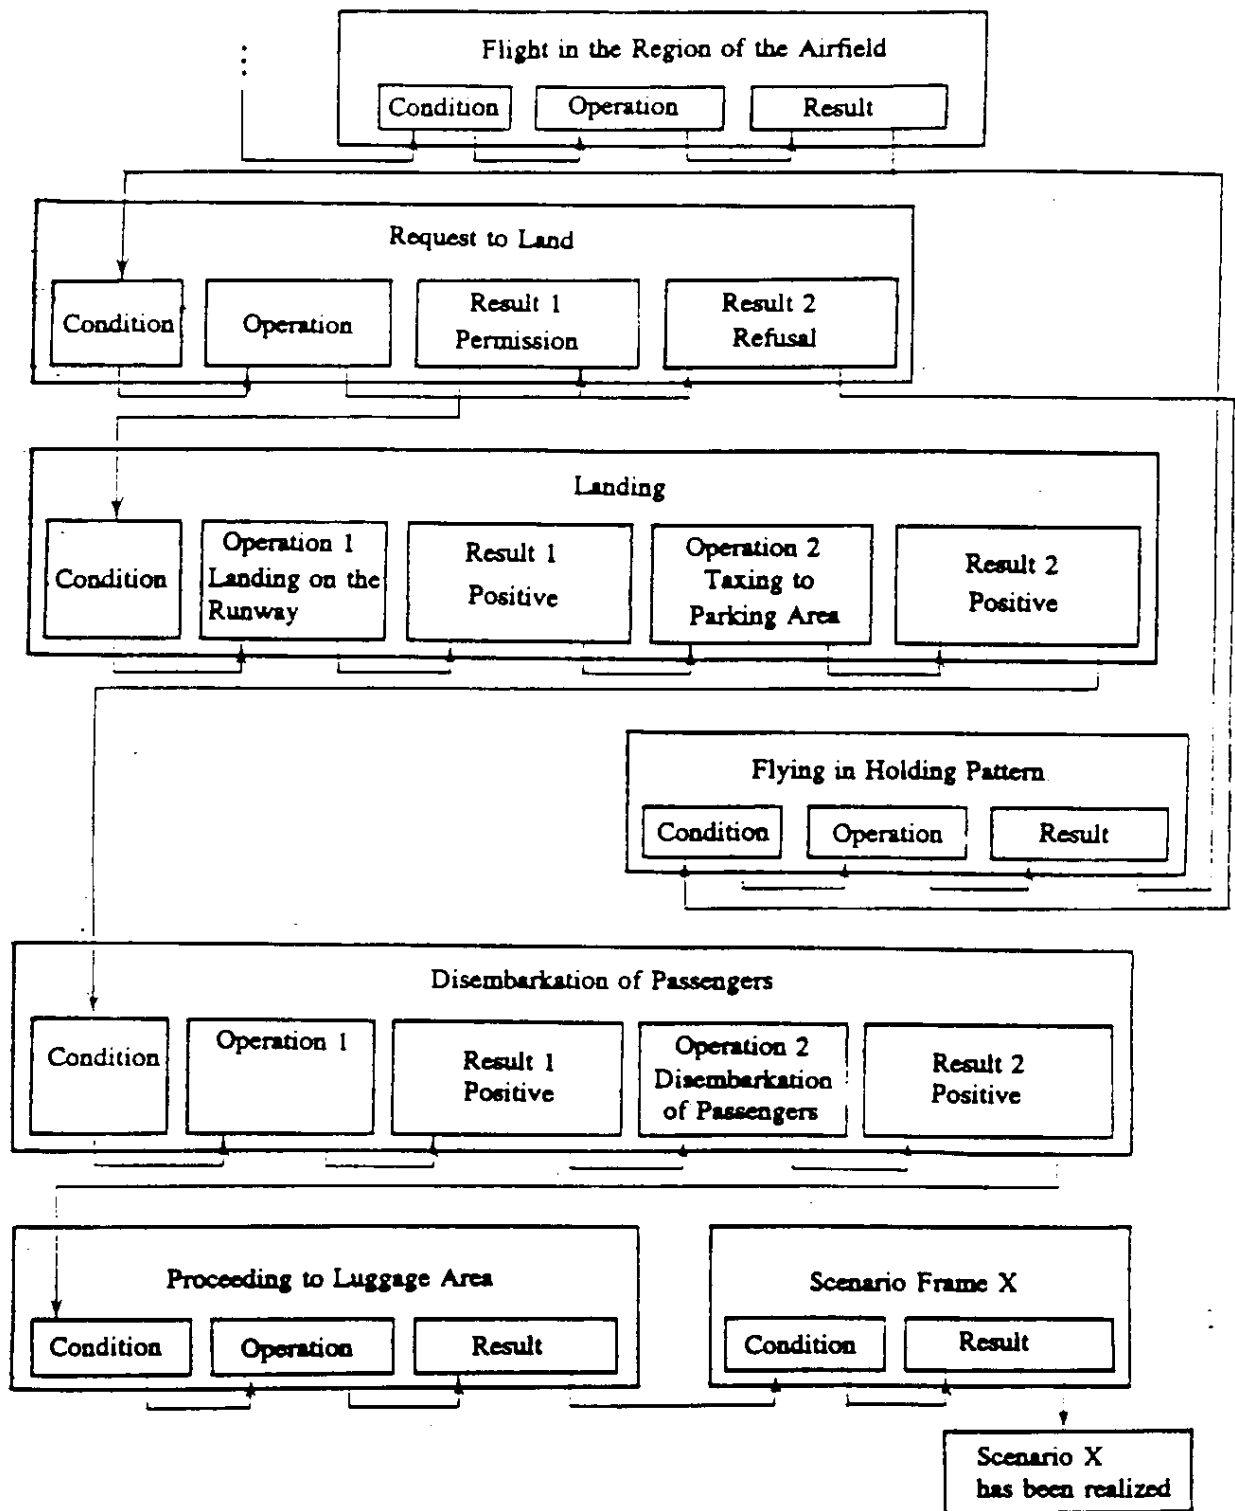 Flight in the Region of the Airfield
Condition
Operation
Result
Request to Land
Condition
Operation
Result 1
Permission
Result 2
Refusal
Landing
Condition
Operation 1
Landing on the
Runway
Result 1
Positive
Operation 2
Taxing to
Parking Area
Result 2
Positive
Flying in Holding Pattern
Condition
Operation
Result
Disembarkation of Passengers
Condition
Operation 1
Result 1
Positive
Operation 2
Disembarkation
of Passengers
Result 2
Positive
Proceeding to Luggage Area
Condition
Operation
Result
Scenario Frame X
Condition
Result
Scenario X
has been realized